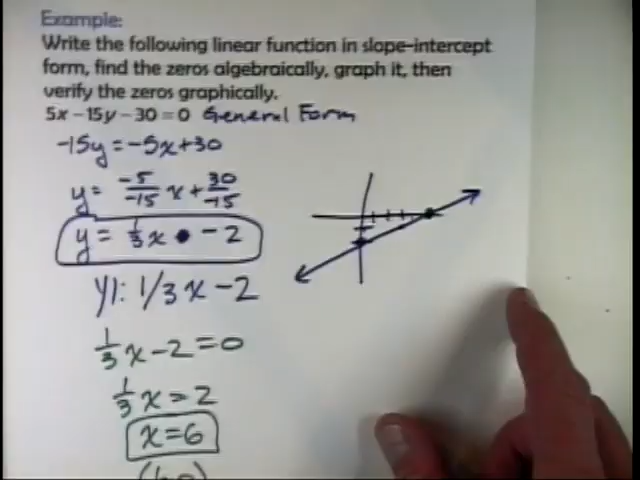 Example:
Write the following linear function in slope-intercept
form, find the zeros algebraically, graph it, then
verify the zeros graphically.
5x - 15y - 30 = 0 General Form
-15y = -5x + 30
y = -5/-15 x + 30/-15
y = 1/3 x • - 2
Y1: 1/3 x - 2
1/3 x - 2 = 0
1/3 x = 2
x = 6